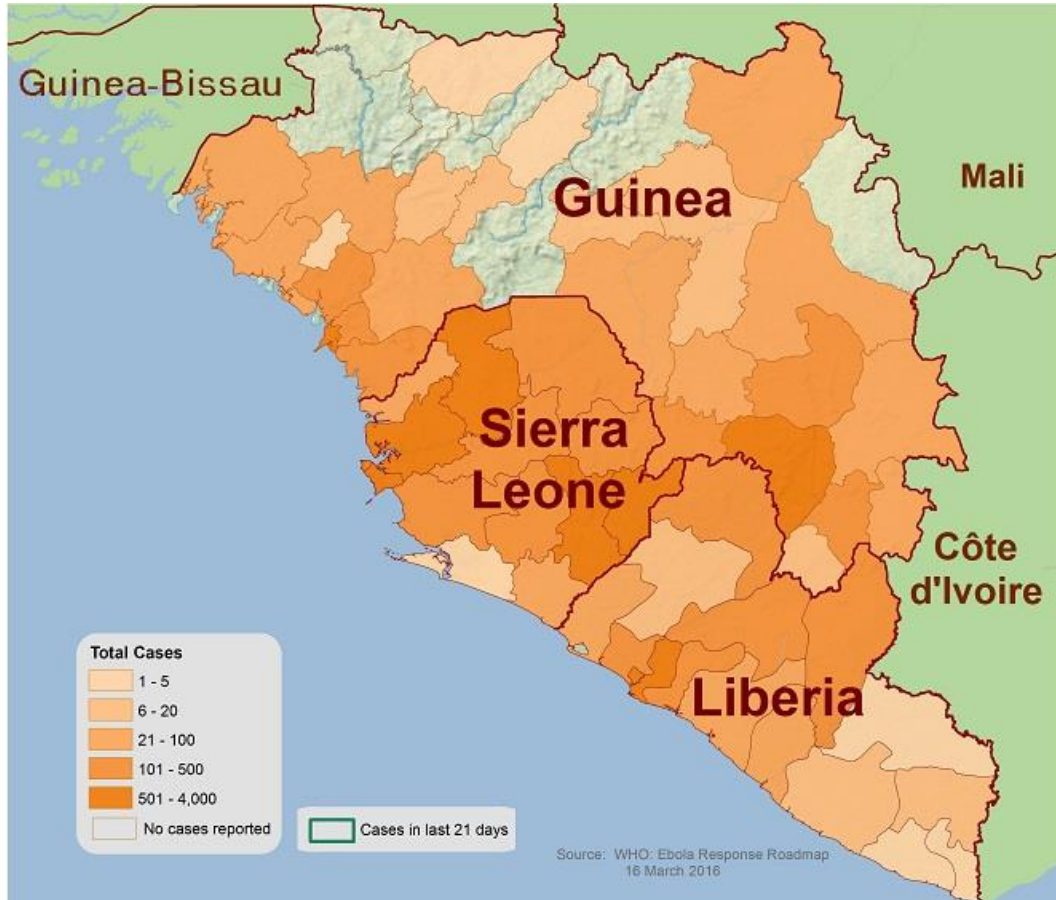 Guinea-Bissau
Mali
Guinea
Sierra
Leone
Côte
d'Ivoire
Liberia
Total Cases
1 - 5
6 - 20
21 - 100
101 - 500
501 - 4,000
No cases reported
Cases in last 21 days
Source: WHO: Ebola Response Roadmap
16 March 2016